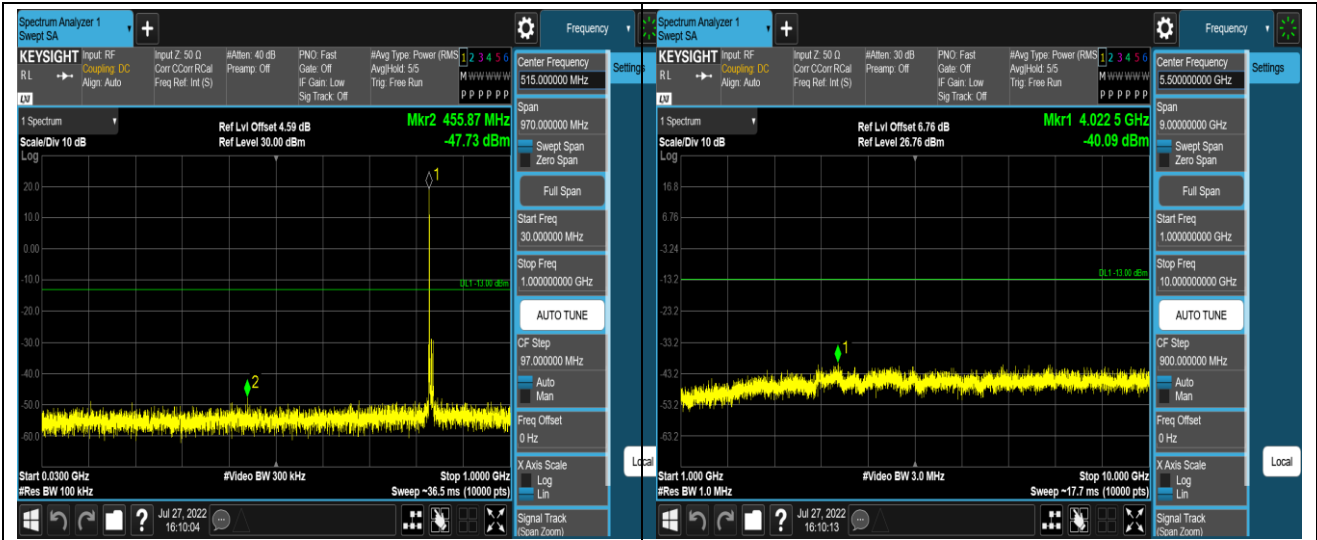 Spectrum Analyzer 1
Swept SA
+
Frequency
KEYSIGHT
RL
LXI
Input: RF
Coupling: DC
Align: Auto
Input Z: 50 Ω
Corr CCorr RCal
Freq Ref: Int (S)
#Atten: 40 dB
Preamp: Off
PNO: Fast
Gate: Off
IF Gain: Low
Sig Track: Off
#Avg Type: Power (RMS
Avg|Hold: 5/5
Trig: Free Run
1 2 3 4 5 6
M W W W W W
P P P P P P
Center Frequency
515.000000 MHz
Settings
1 Spectrum
Scale/Div 10 dB
Log
Ref Lvl Offset 4.59 dB
Ref Level 30.00 dBm
Mkr2 455.87 MHz
-47.73 dBm
20.0
10.0
0.00
-10.0
-20.0
-30.0
-40.0
-50.0
-60.0
1
2
DL1 -13.00 dBm
Start 0.0300 GHz
#Res BW 100 kHz
#Video BW 300 kHz
Stop 1.0000 GHz
Sweep ~36.5 ms (10000 pts)
Span
970.000000 MHz
Swept Span
Zero Span
Full Span
Start Freq
30.000000 MHz
Stop Freq
1.000000000 GHz
AUTO TUNE
CF Step
97.000000 MHz
Auto
Man
Freq Offset
0 Hz
X Axis Scale
Log
Lin
Signal Track
(Span Zoom)
Local
?
Jul 27, 2022
16:10:04
Spectrum Analyzer 1
Swept SA
+
Frequency
KEYSIGHT
RL
LXI
Input: RF
Coupling: DC
Align: Auto
Input Z: 50 Ω
Corr CCorr RCal
Freq Ref: Int (S)
#Atten: 30 dB
Preamp: Off
PNO: Fast
Gate: Off
IF Gain: Low
Sig Track: Off
#Avg Type: Power (RMS
Avg|Hold: 5/5
Trig: Free Run
1 2 3 4 5 6
M W W W W W
P P P P P P
Center Frequency
5.500000000 GHz
Settings
1 Spectrum
Scale/Div 10 dB
Log
Ref Lvl Offset 6.76 dB
Ref Level 26.76 dBm
Mkr1 4.022 5 GHz
-40.09 dBm
16.8
6.76
-3.24
-13.2
-23.2
-33.2
-43.2
-53.2
-63.2
1
DL1 -13.00 dBm
Start 1.000 GHz
#Res BW 1.0 MHz
#Video BW 3.0 MHz
Stop 10.000 GHz
Sweep ~17.7 ms (10000 pts)
Span
9.00000000 GHz
Swept Span
Zero Span
Full Span
Start Freq
1.000000000 GHz
Stop Freq
10.000000000 GHz
AUTO TUNE
CF Step
900.000000 MHz
Auto
Man
Freq Offset
0 Hz
X Axis Scale
Log
Lin
Signal Track
(Span Zoom)
Local
?
Jul 27, 2022
16:10:13